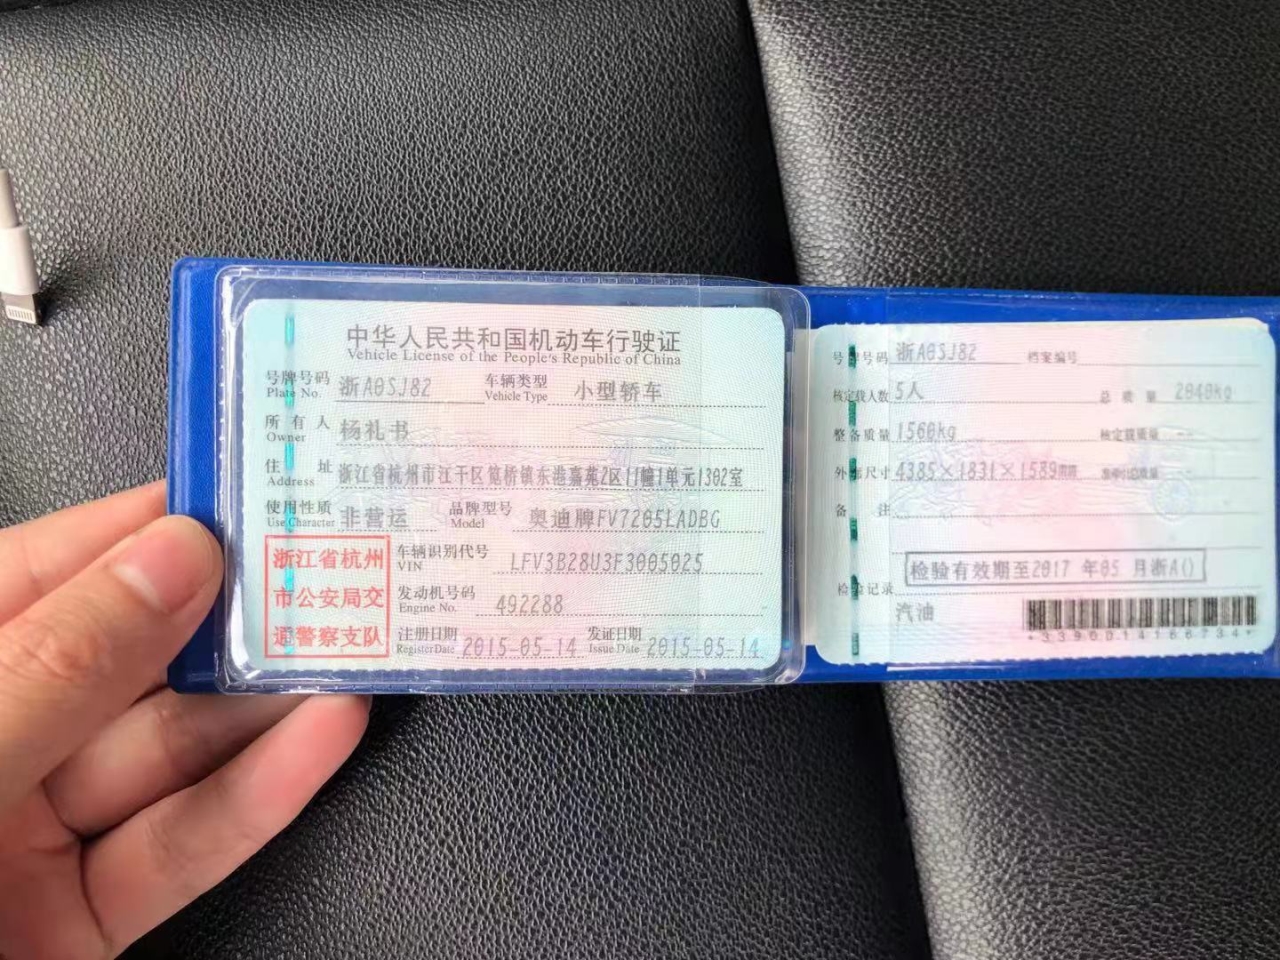 中华人民共和国机动车行驶证
Vehicle License of the People's Republic of China
号牌号码 浙A0SJ82 车辆类型 小型轿车
Plate No. Vehicle Type
所有人 杨礼书
Owner
住址 浙江省杭州市江干区笕桥镇东港嘉苑2区11幢1单元1302室
Address
使用性质 非营运 品牌型号 奥迪牌FV7205LADBG
Use Character Model
浙江省杭州
市公安局交
通警察支队
车辆识别代号 LFV3B28U3F3005025
VIN
发动机号码 492288
Engine No.
注册日期 2015-05-14 发证日期 2015-05-14
Register Date Issue Date
号牌号码 浙A0SJ82 档案编号
核定载人数 5人 总质量 2040kg
整备质量 1560kg 核定载质量
外廓尺寸 4385×1831×1589mm
备注
检验有效期至2017 年05 月浙A()
检验记录
汽油
*3390014166734*